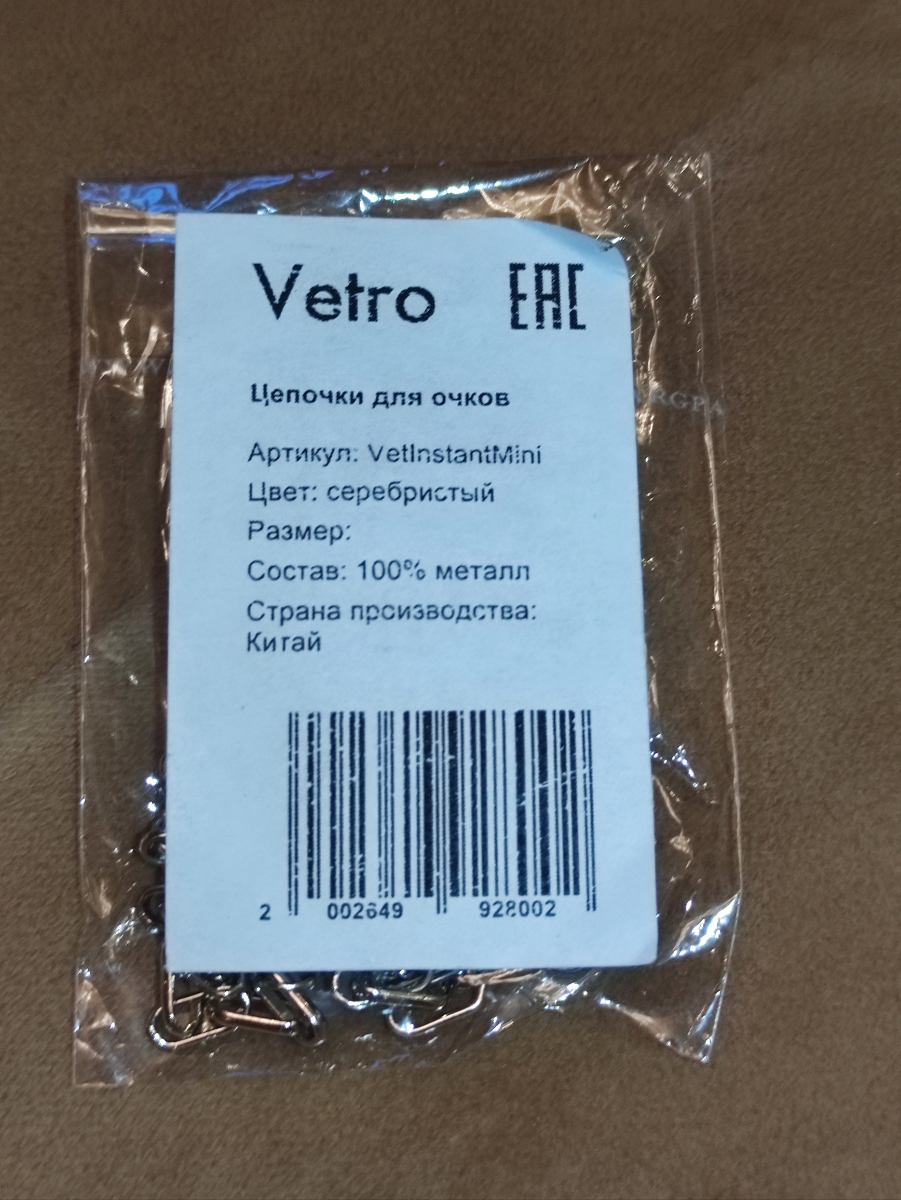 Vetro EAC
Цепочки для очков
Артикул: VetInstantMini
Цвет: серебристый
Размер:
Состав: 100% металл
Страна производства:
Китай
2 002649 928002